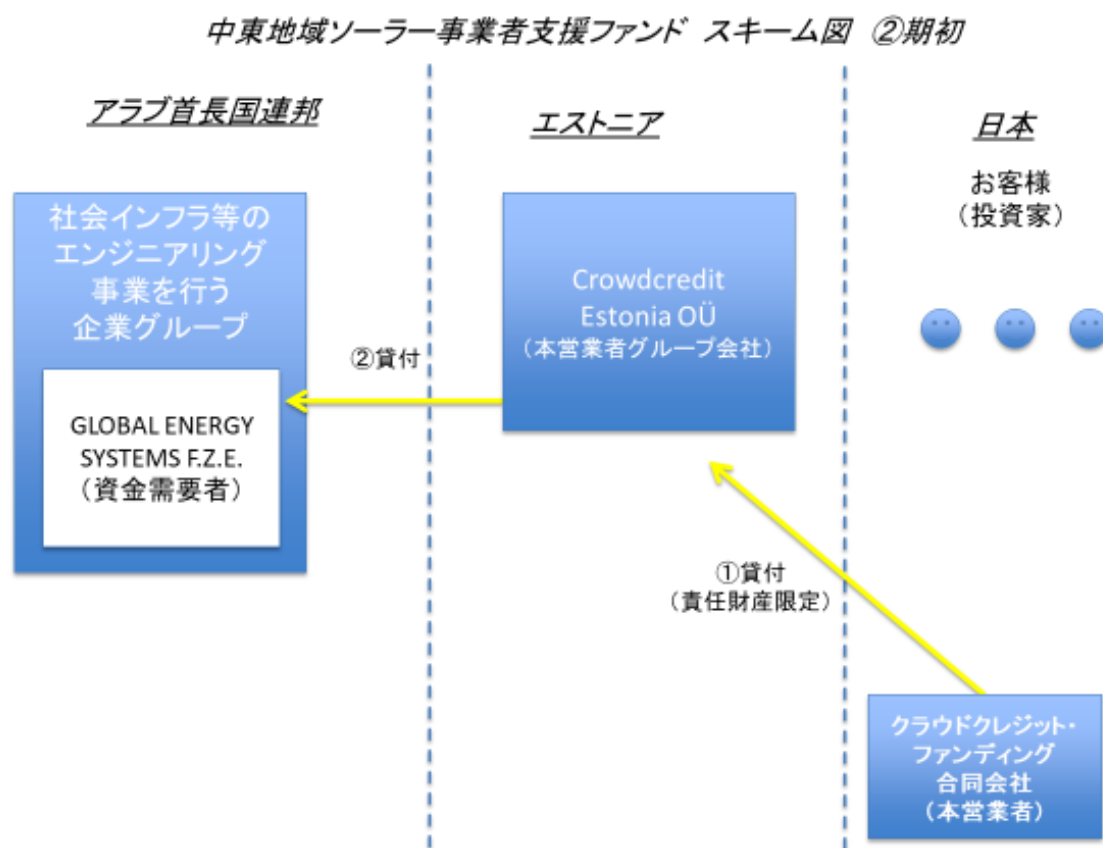 中東地域ソーラー事業者支援ファンド スキーム図 ②期初
アラブ首長国連邦
エストニア
日本
お客様
（投資家）
社会インフラ等の
エンジニアリング
事業を行う
企業グループ
GLOBAL ENERGY
SYSTEMS F.Z.E.
（資金需要者）
②貸付
Crowdcredit
Estonia OÜ
（本営業者グループ会社）
①貸付
（責任財産限定）
クラウドクレジット・
ファンディング
合同会社
（本営業者）